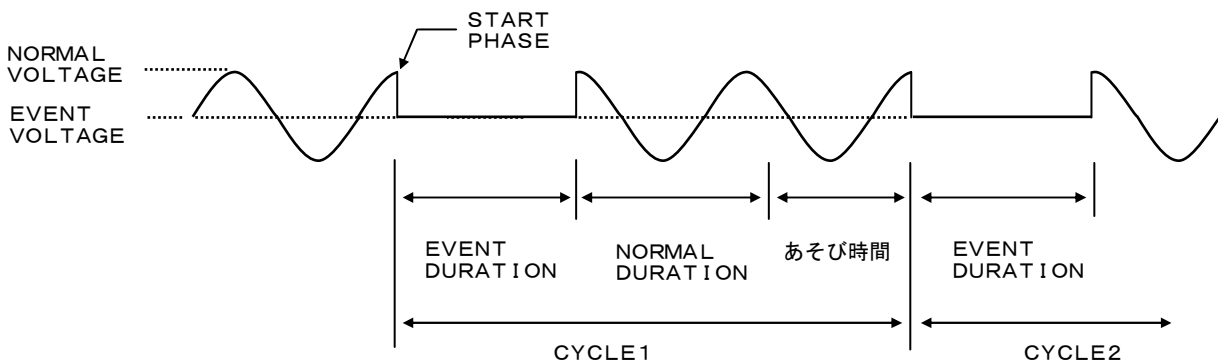 START
PHASE
NORMAL
VOLTAGE
EVENT
VOLTAGE
EVENT
DURATION
NORMAL
DURATION
あそび時間
EVENT
DURATION
CYCLE1
CYCLE2